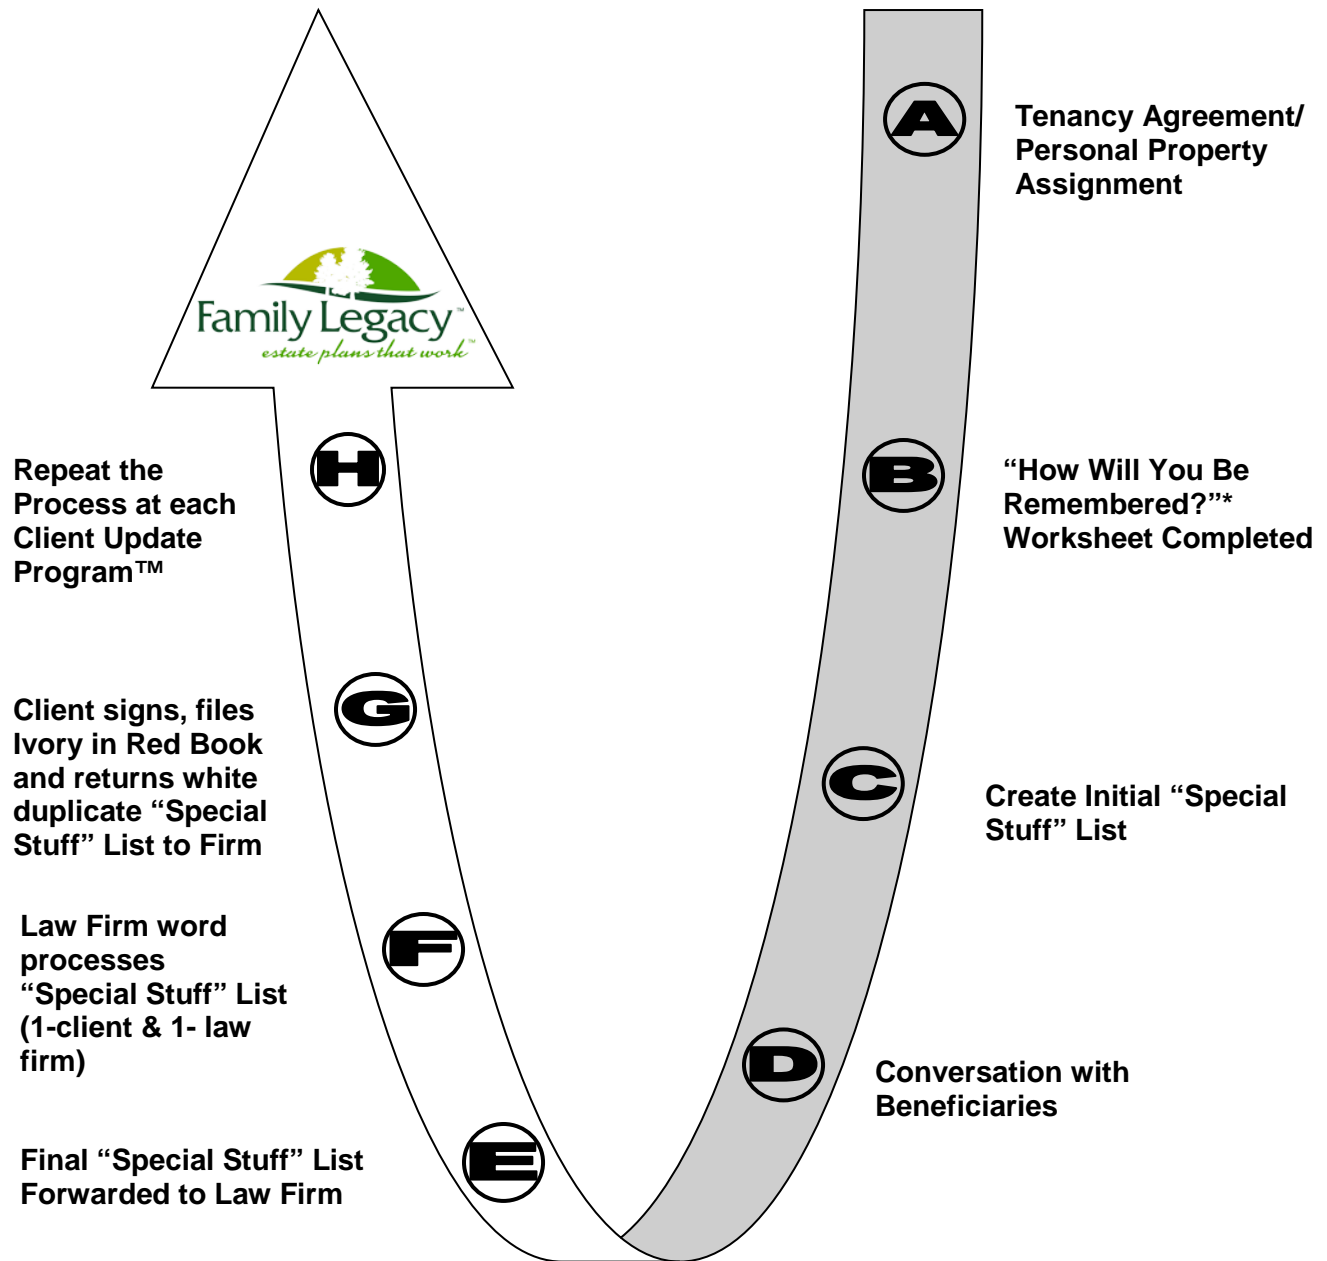 A
Tenancy Agreement/
Personal Property
Assignment
B
“How Will You Be
Remembered?”*
Worksheet Completed
C
Create Initial “Special
Stuff” List
D
Conversation with
Beneficiaries
E
Final “Special Stuff” List
Forwarded to Law Firm
F
Law Firm word
processes
“Special Stuff” List
(1-client & 1- law
firm)
G
Client signs, files
Ivory in Red Book
and returns white
duplicate “Special
Stuff” List to Firm
H
Repeat the
Process at each
Client Update
Program™
Family Legacy™
estate plans that work™